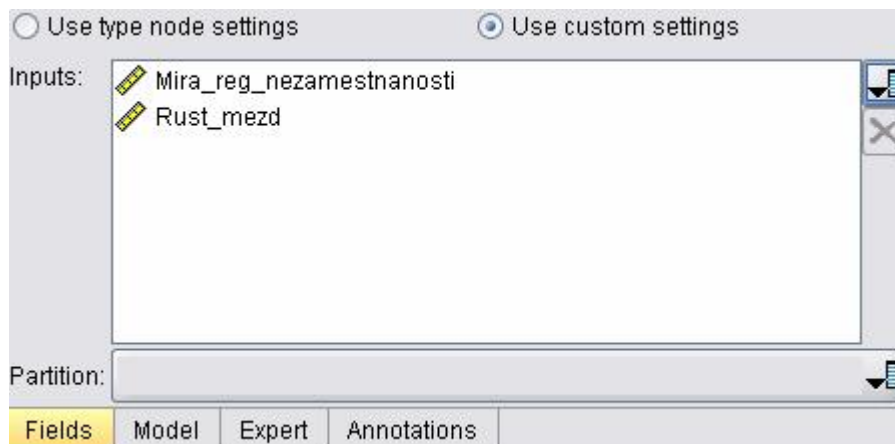 Use type node settings Use custom settings
Inputs: Mira_reg_nezamestnanosti
Rust_mezd
Partition:
Fields Model Expert Annotations